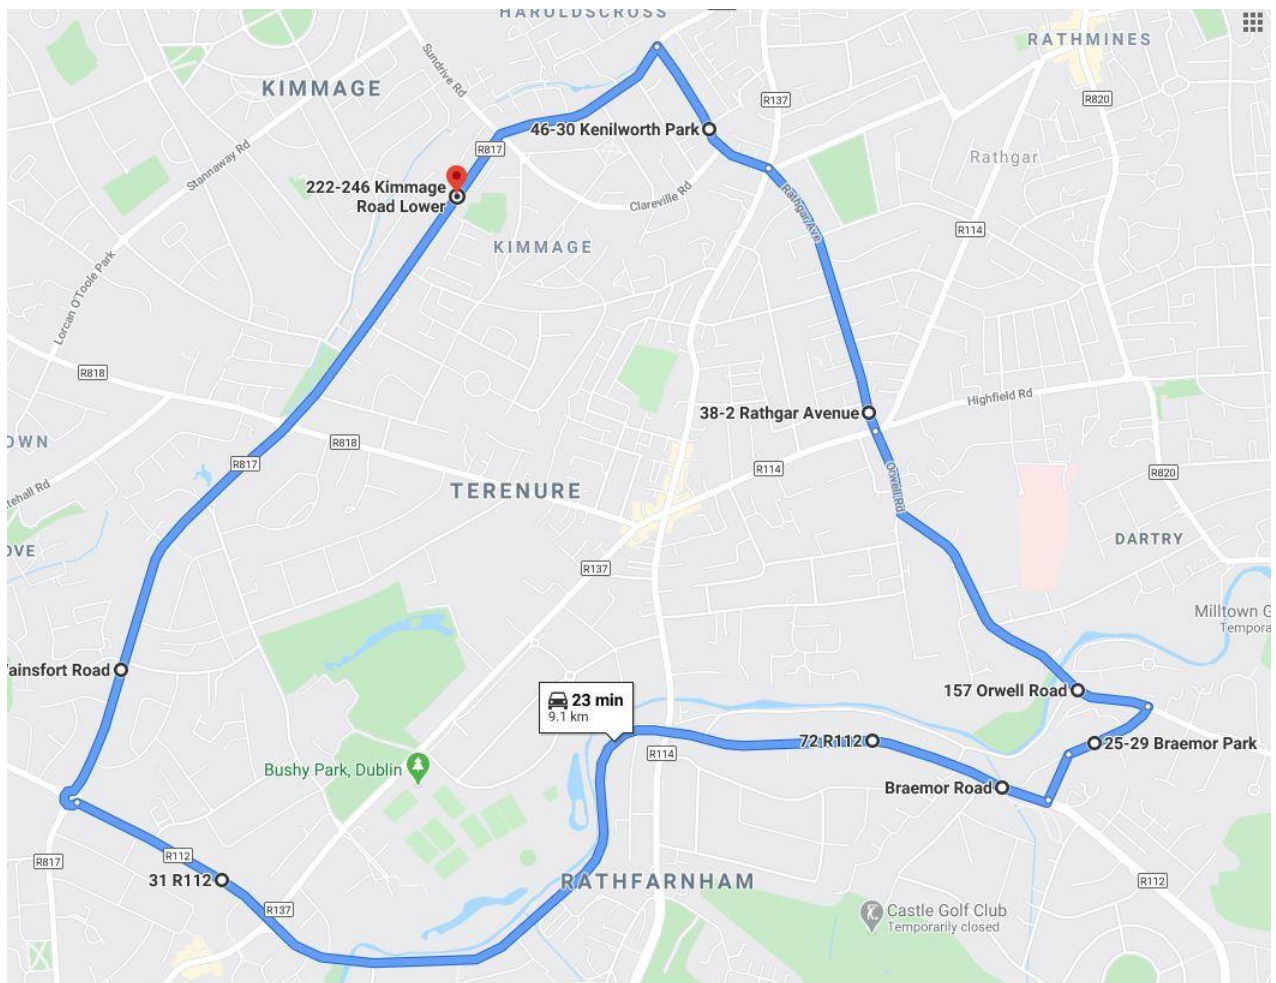 HAROLDSCROSS
RATHMINES
KIMMAGE
Sundrive Rd
R137
R820
46-30 Kenilworth Park
R817
Stannaway Rd
Rathgar
222-246 Kimmage
Road Lower
Clareville Rd
Rathgar Ave
R114
KIMMAGE
Lorcan O'Toole Park
R818
Highfield Rd
38-2 Rathgar Avenue
OWN
R818
R817
R114
R820
Orwell Rd
TERENURE
tehall Rd
DARTRY
OVE
R137
Milltown G
Tempora
ainsfort Road
157 Orwell Road
23 min
9.1 km
72 R112
25-29 Braemor Park
R114
Bushy Park, Dublin
Braemor Road
R817
R112
31 R112
RATHFARNHAM
R112
R137
Castle Golf Club
Temporarily closed